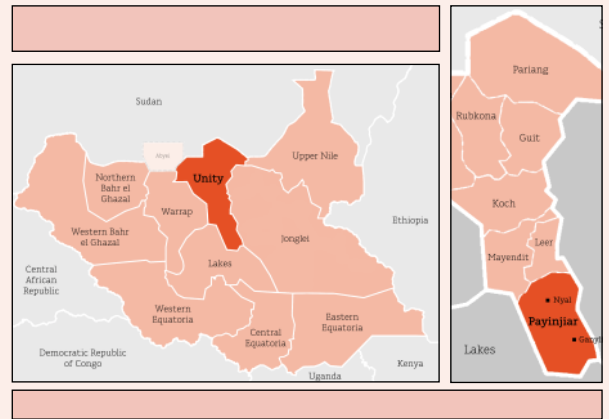 Sudan
Abyei
Upper Nile
Northern
Bahr el
Ghazal
Unity
Warrap
Ethiopia
Western Bahr
el Ghazal
Jonglei
Lakes
Central
African
Republic
Western
Equatoria
Eastern
Equatoria
Central
Equatoria
Democratic Republic
of Congo
Kenya
Uganda
Pariang
Rubkona
Guit
Koch
Leer
Mayendit
Nyal
Payinjiar
Lakes